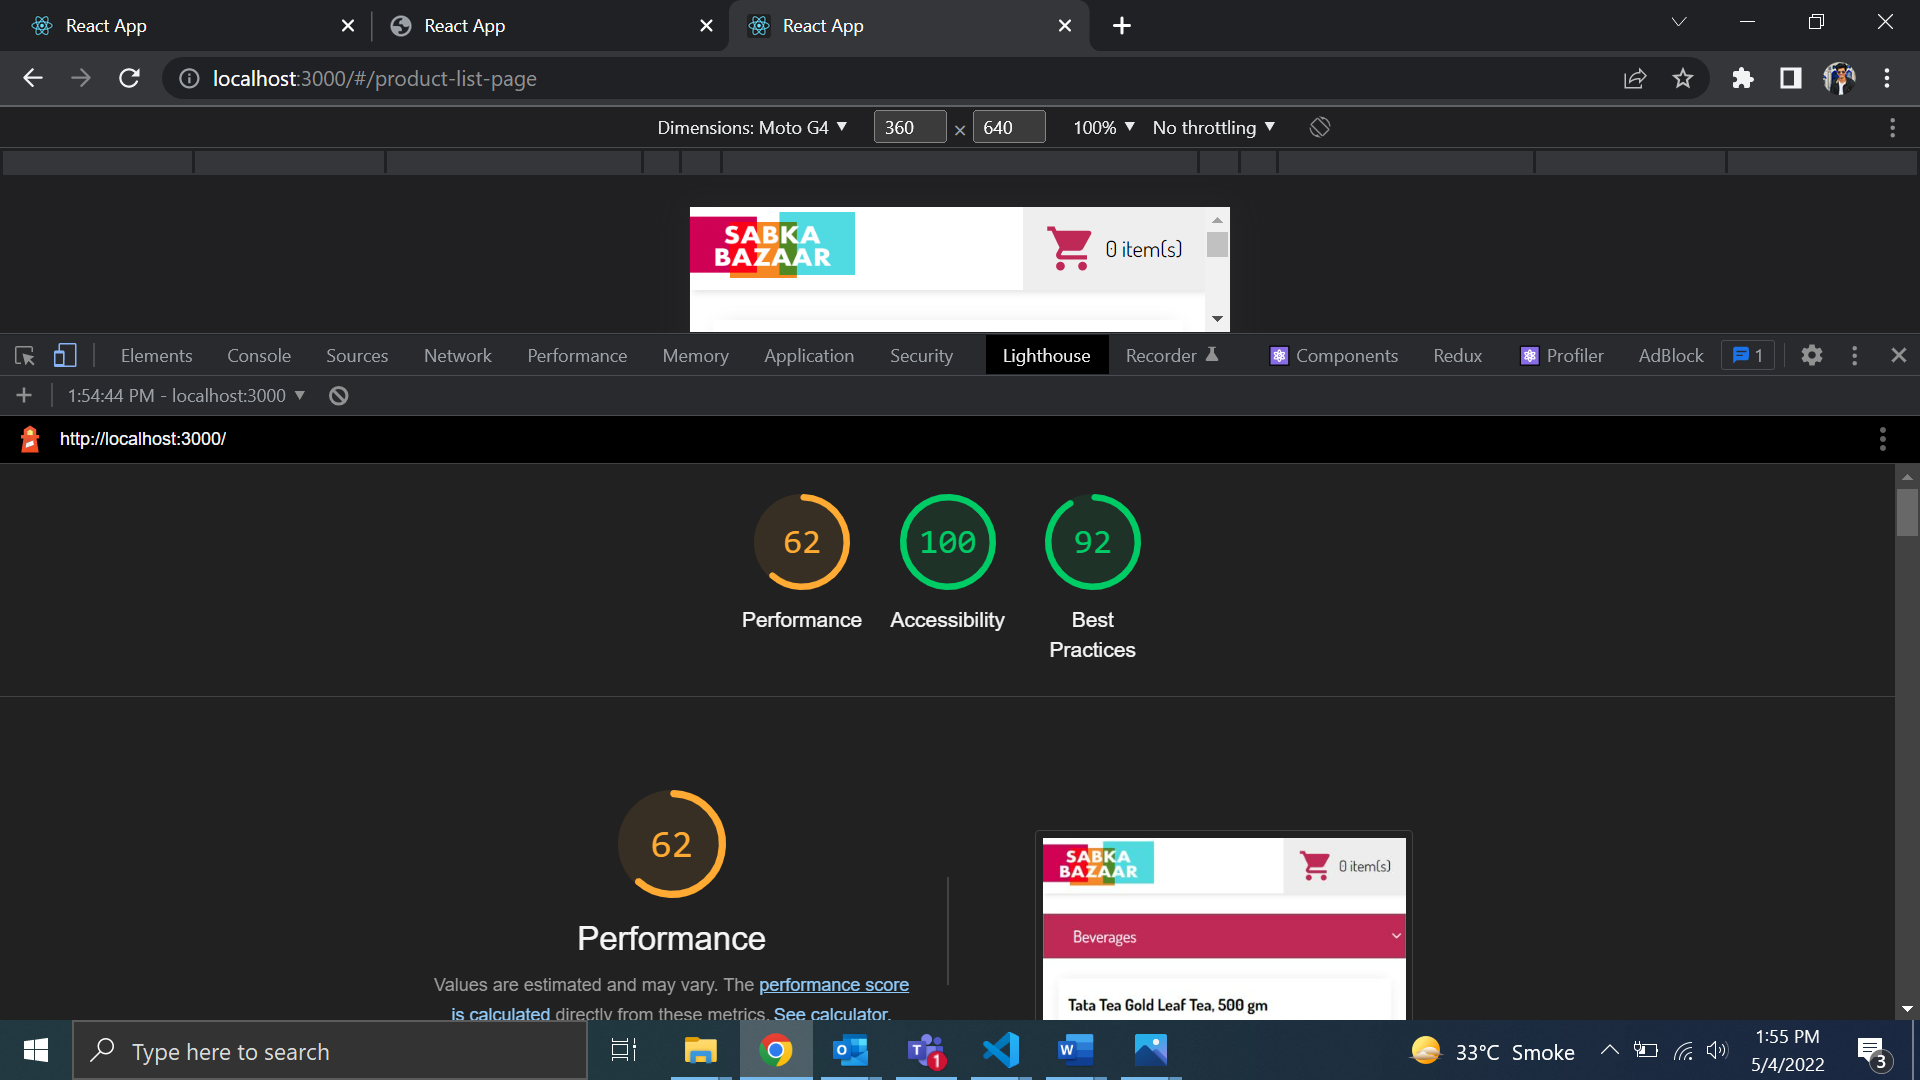 React App
React App
React App
localhost:3000/#/product-list-page
Dimensions: Moto G4 ▼ 360 × 640 100% ▼ No throttling ▼
SABKA
BAZAAR
0 item(s)
Elements Console Sources Network Performance Memory Application Security Lighthouse Recorder Components Redux Profiler AdBlock 1
1:54:44 PM - localhost:3000 ▼
http://localhost:3000/
62 100 92
Performance Accessibility Best
Practices
62
Performance
Values are estimated and may vary. The performance score
is calculated directly from these metrics. See calculator.
SABKA
BAZAAR
0 item(s)
Beverages
Tata Tea Gold Leaf Tea, 500 gm
Type here to search
1
33°C Smoke
1:55 PM
5/4/2022
3